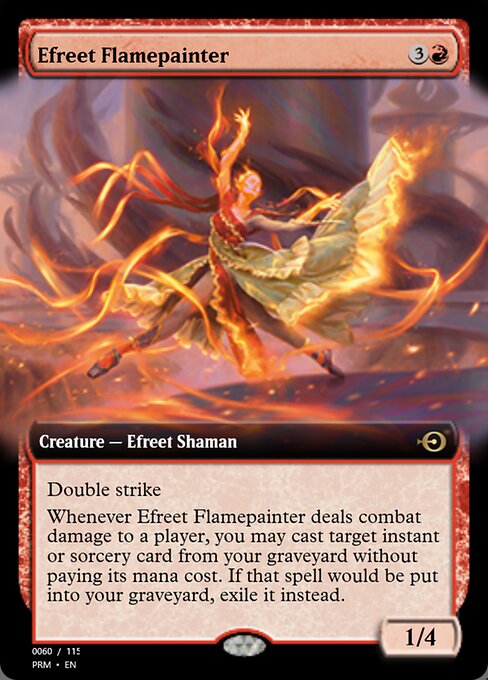 Efreet Flamepainter
3
Creature — Efreet Shaman
Double strike
Whenever Efreet Flamepainter deals combat
damage to a player, you may cast target instant
or sorcery card from your graveyard without
paying its mana cost. If that spell would be put
into your graveyard, exile it instead.
1/4
0060 / 115
PRM • EN